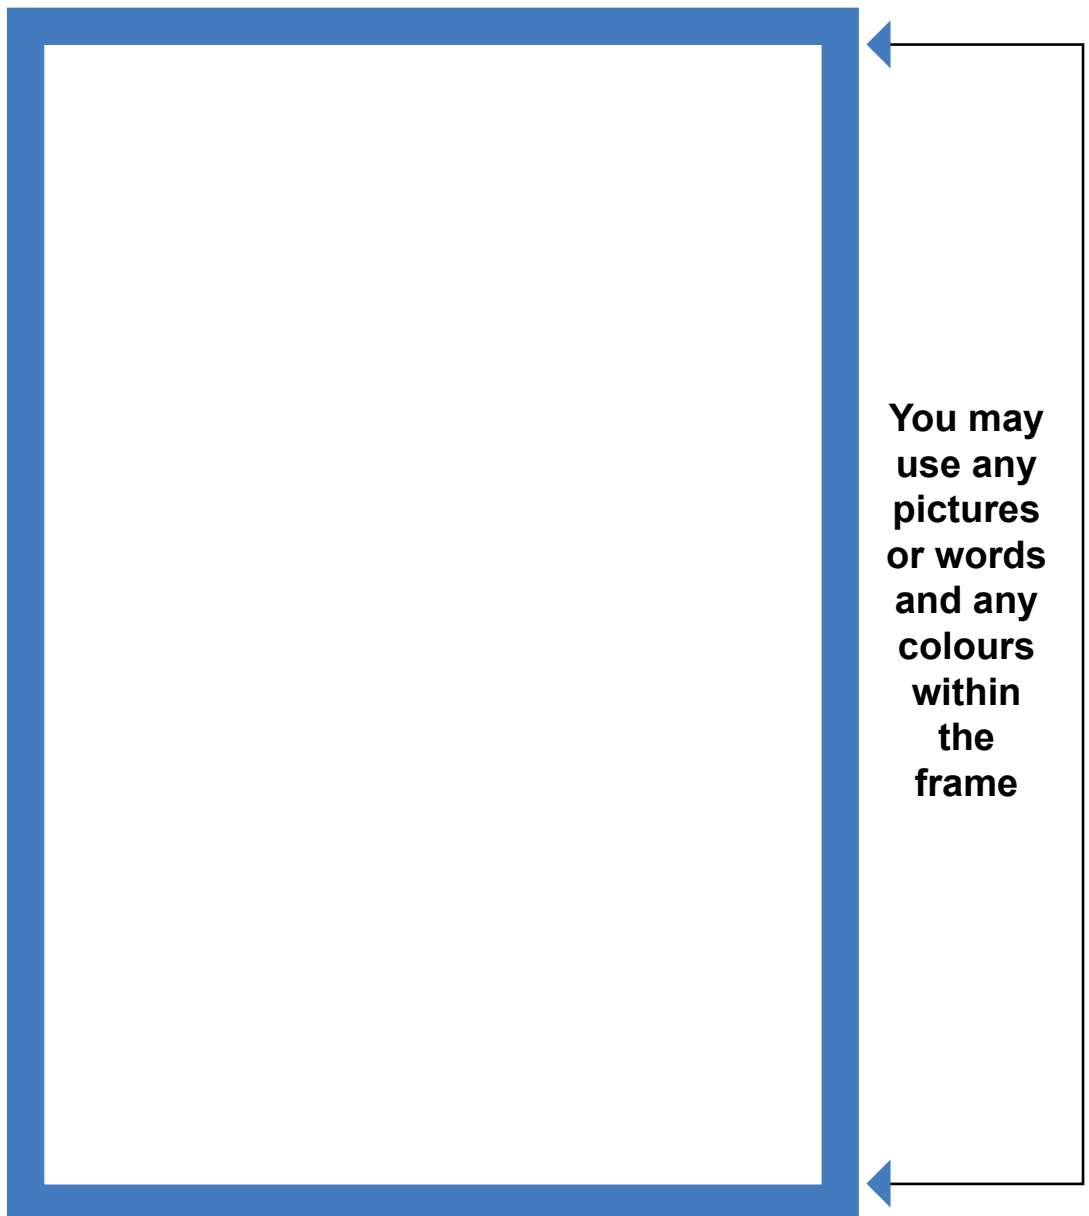 You may
use any
pictures
or words
and any
colours
within
the
frame